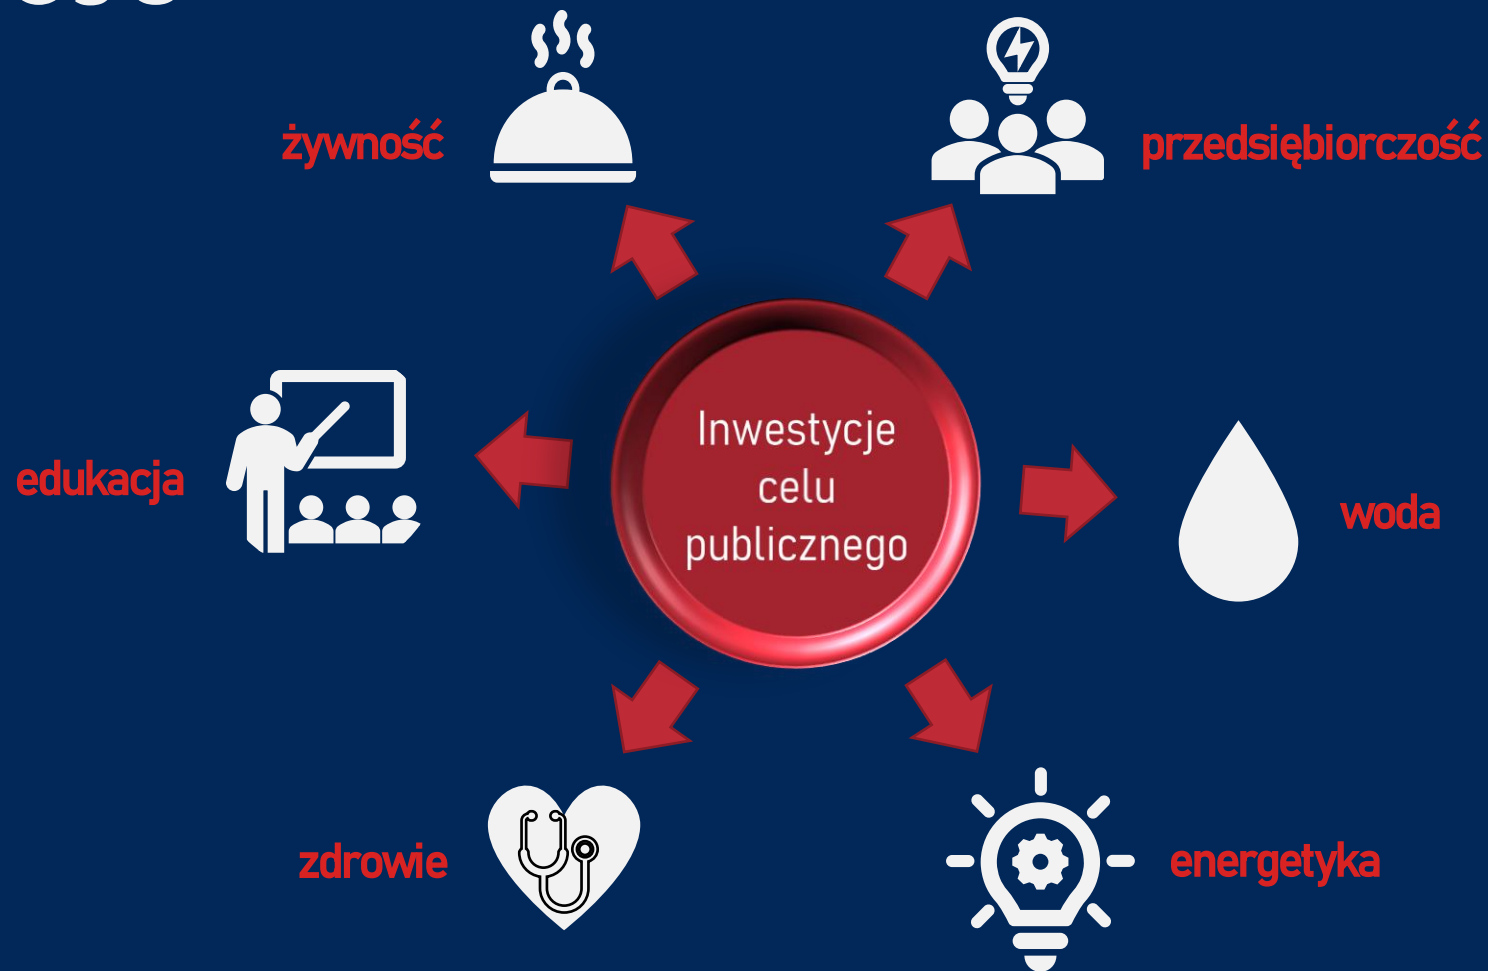 żywność
przedsiębiorczość
Inwestycje
celu
publicznego
edukacja
woda
zdrowie
energetyka